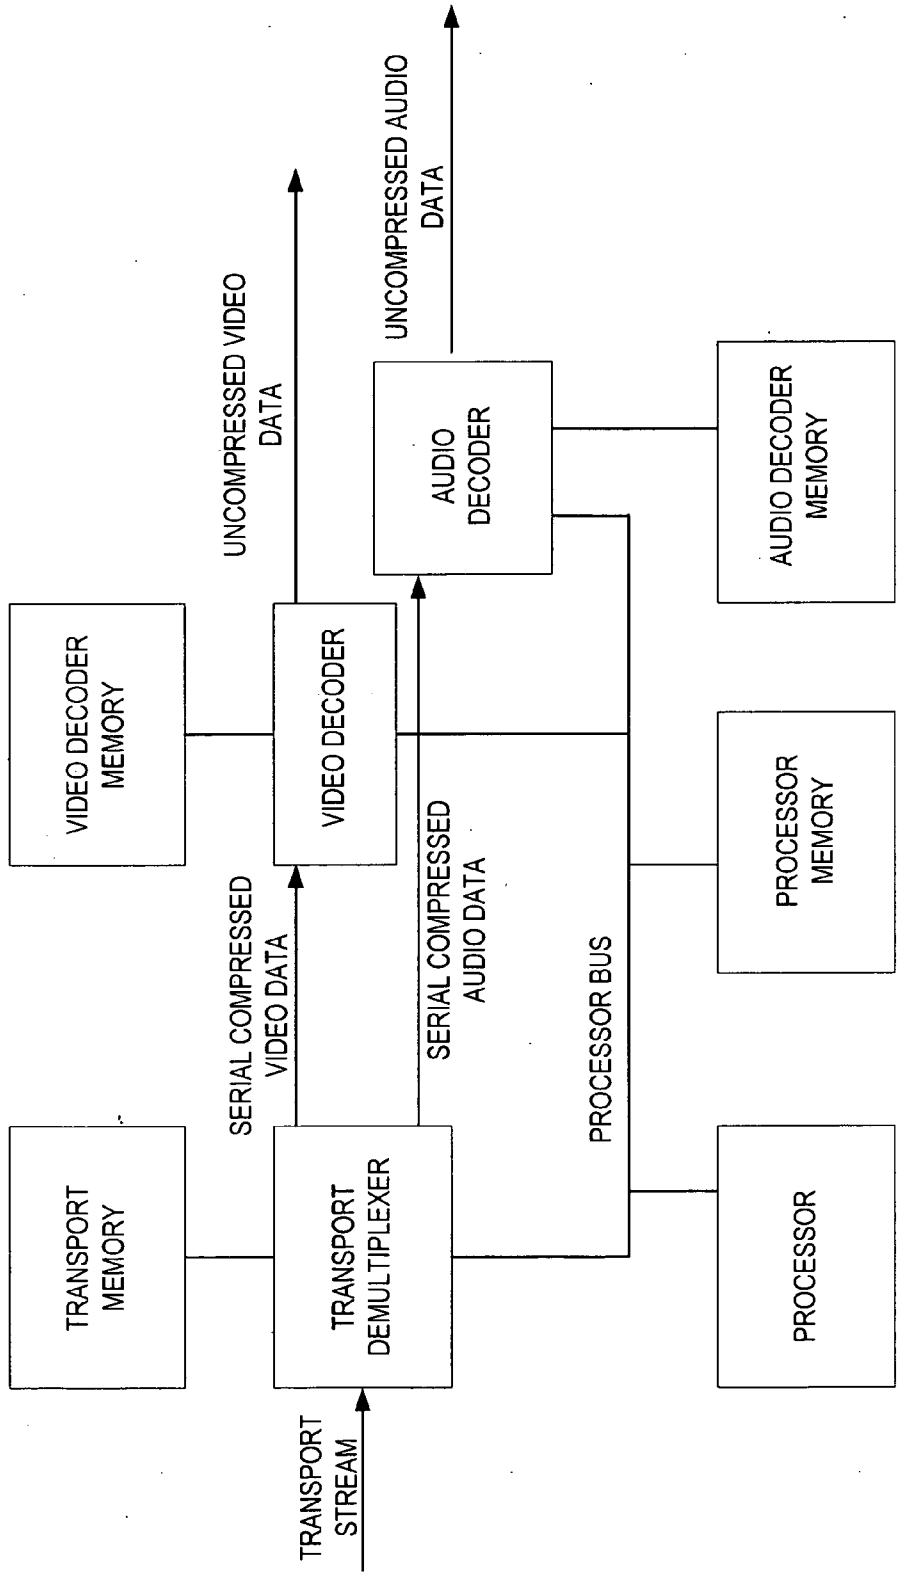 TRANSPORT
MEMORY
VIDEO DECODER
MEMORY
SERIAL COMPRESSED
VIDEO DATA
UNCOMPRESSED VIDEO
DATA
TRANSPORT
STREAM
TRANSPORT
DEMULTIPLEXER
VIDEO DECODER
UNCOMPRESSED AUDIO
DATA
SERIAL COMPRESSED
AUDIO DATA
AUDIO
DECODER
PROCESSOR BUS
PROCESSOR
PROCESSOR
MEMORY
AUDIO DECODER
MEMORY